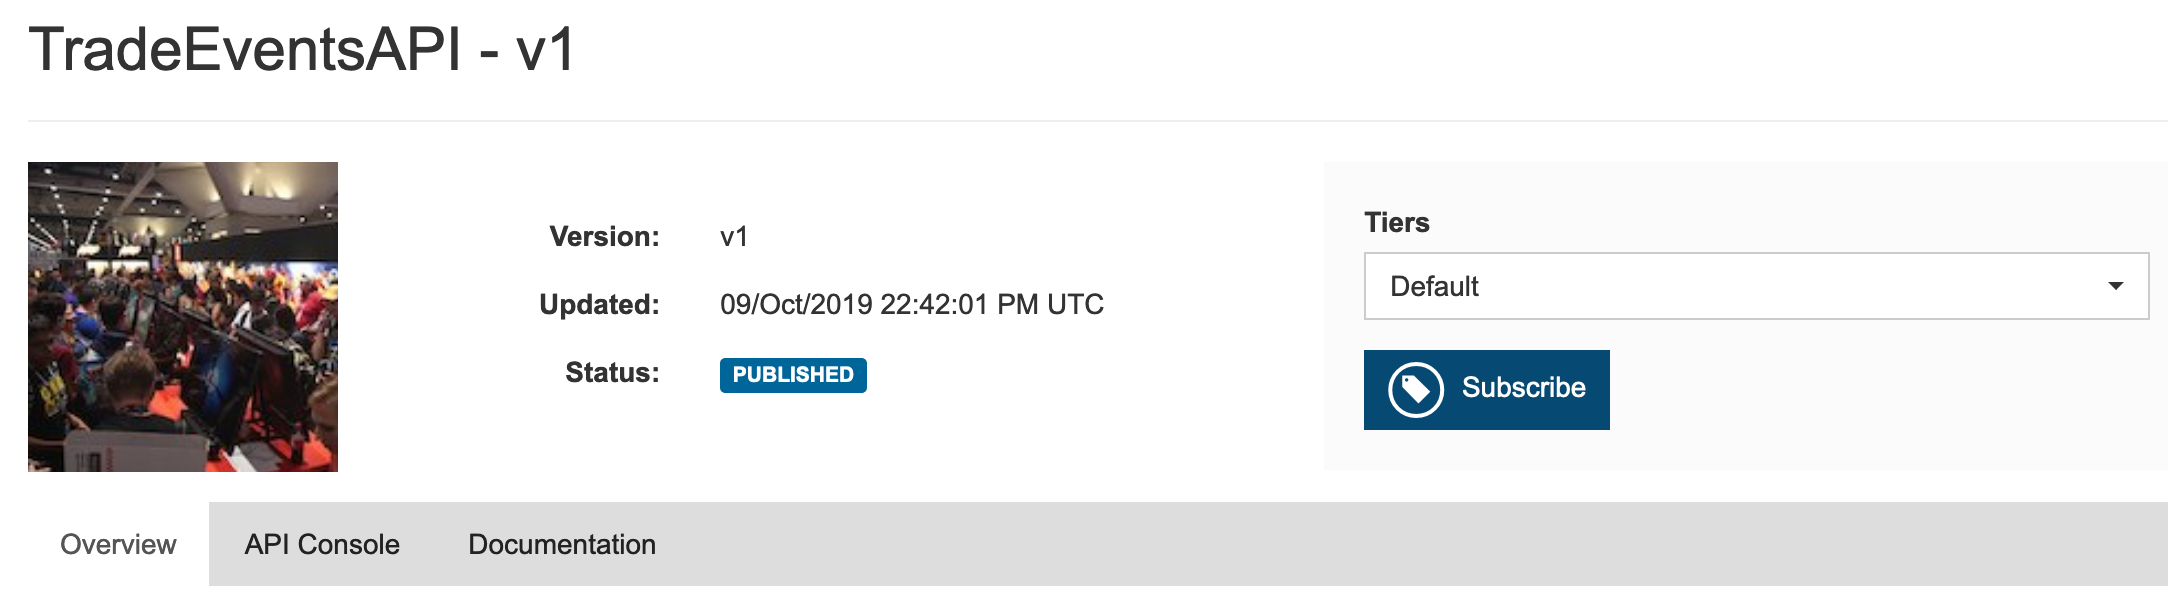 TradeEventsAPI - v1
Version: v1
Updated: 09/Oct/2019 22:42:01 PM UTC
Status: PUBLISHED
Tiers
Default
Subscribe
Overview API Console Documentation